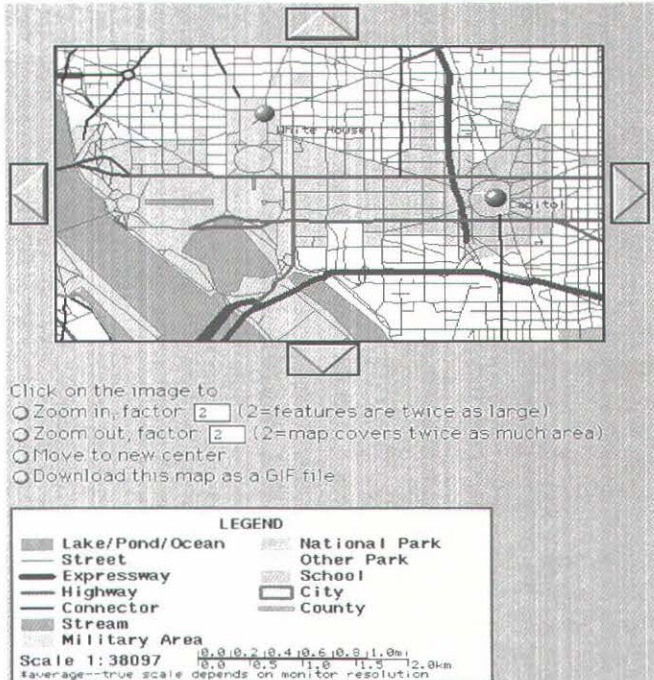 White House
Capitol
Click on the image to
Zoom in, factor 2 (2=features are twice as large)
Zoom out, factor 2 (2=map covers twice as much area)
Move to new center
Download this map as a GIF file
LEGEND
Lake/Pond/Ocean
Street
Expressway
Highway
Connector
Stream
Military Area
National Park
Other Park
School
City
County
Scale 1:38097
0.0 0.2 0.4 0.6 0.8 1.0mi
0.0 0.5 1.0 1.5 2.0km
*average--true scale depends on monitor resolution